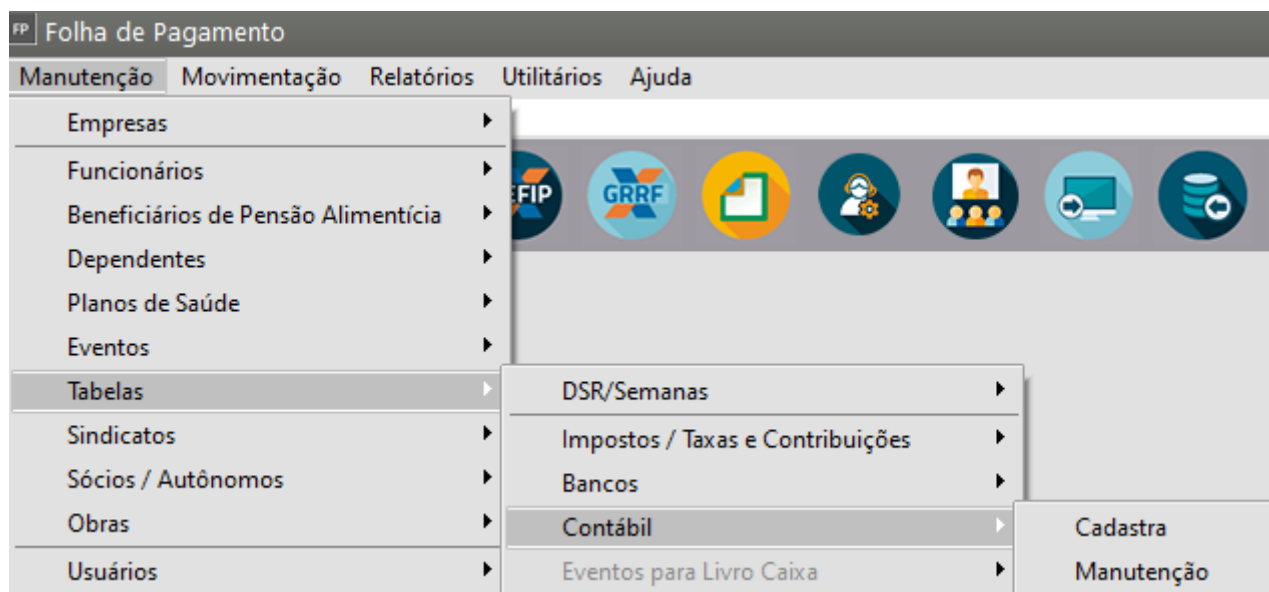 FP Folha de Pagamento
Manutenção Movimentação Relatórios Utilitários Ajuda
Empresas
Funcionários
EFIP GRRF
Beneficiários de Pensão Alimentícia
Dependentes
Planos de Saúde
Eventos
Tabelas
DSR/Semanas
Sindicatos
Impostos / Taxas e Contribuições
Sócios / Autônomos
Bancos
Obras
Contábil
Cadastra
Usuários
Eventos para Livro Caixa
Manutenção